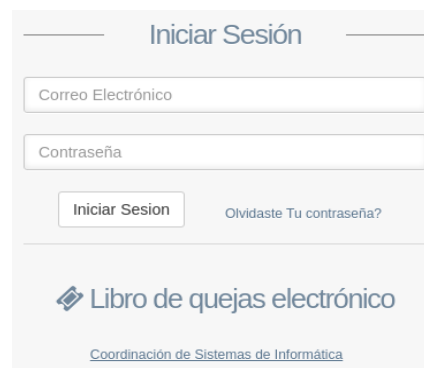 Iniciar Sesión
Correo Electrónico
Contraseña
Iniciar Sesion Olvidaste Tu contraseña?
Libro de quejas electrónico
Coordinación de Sistemas de Informática